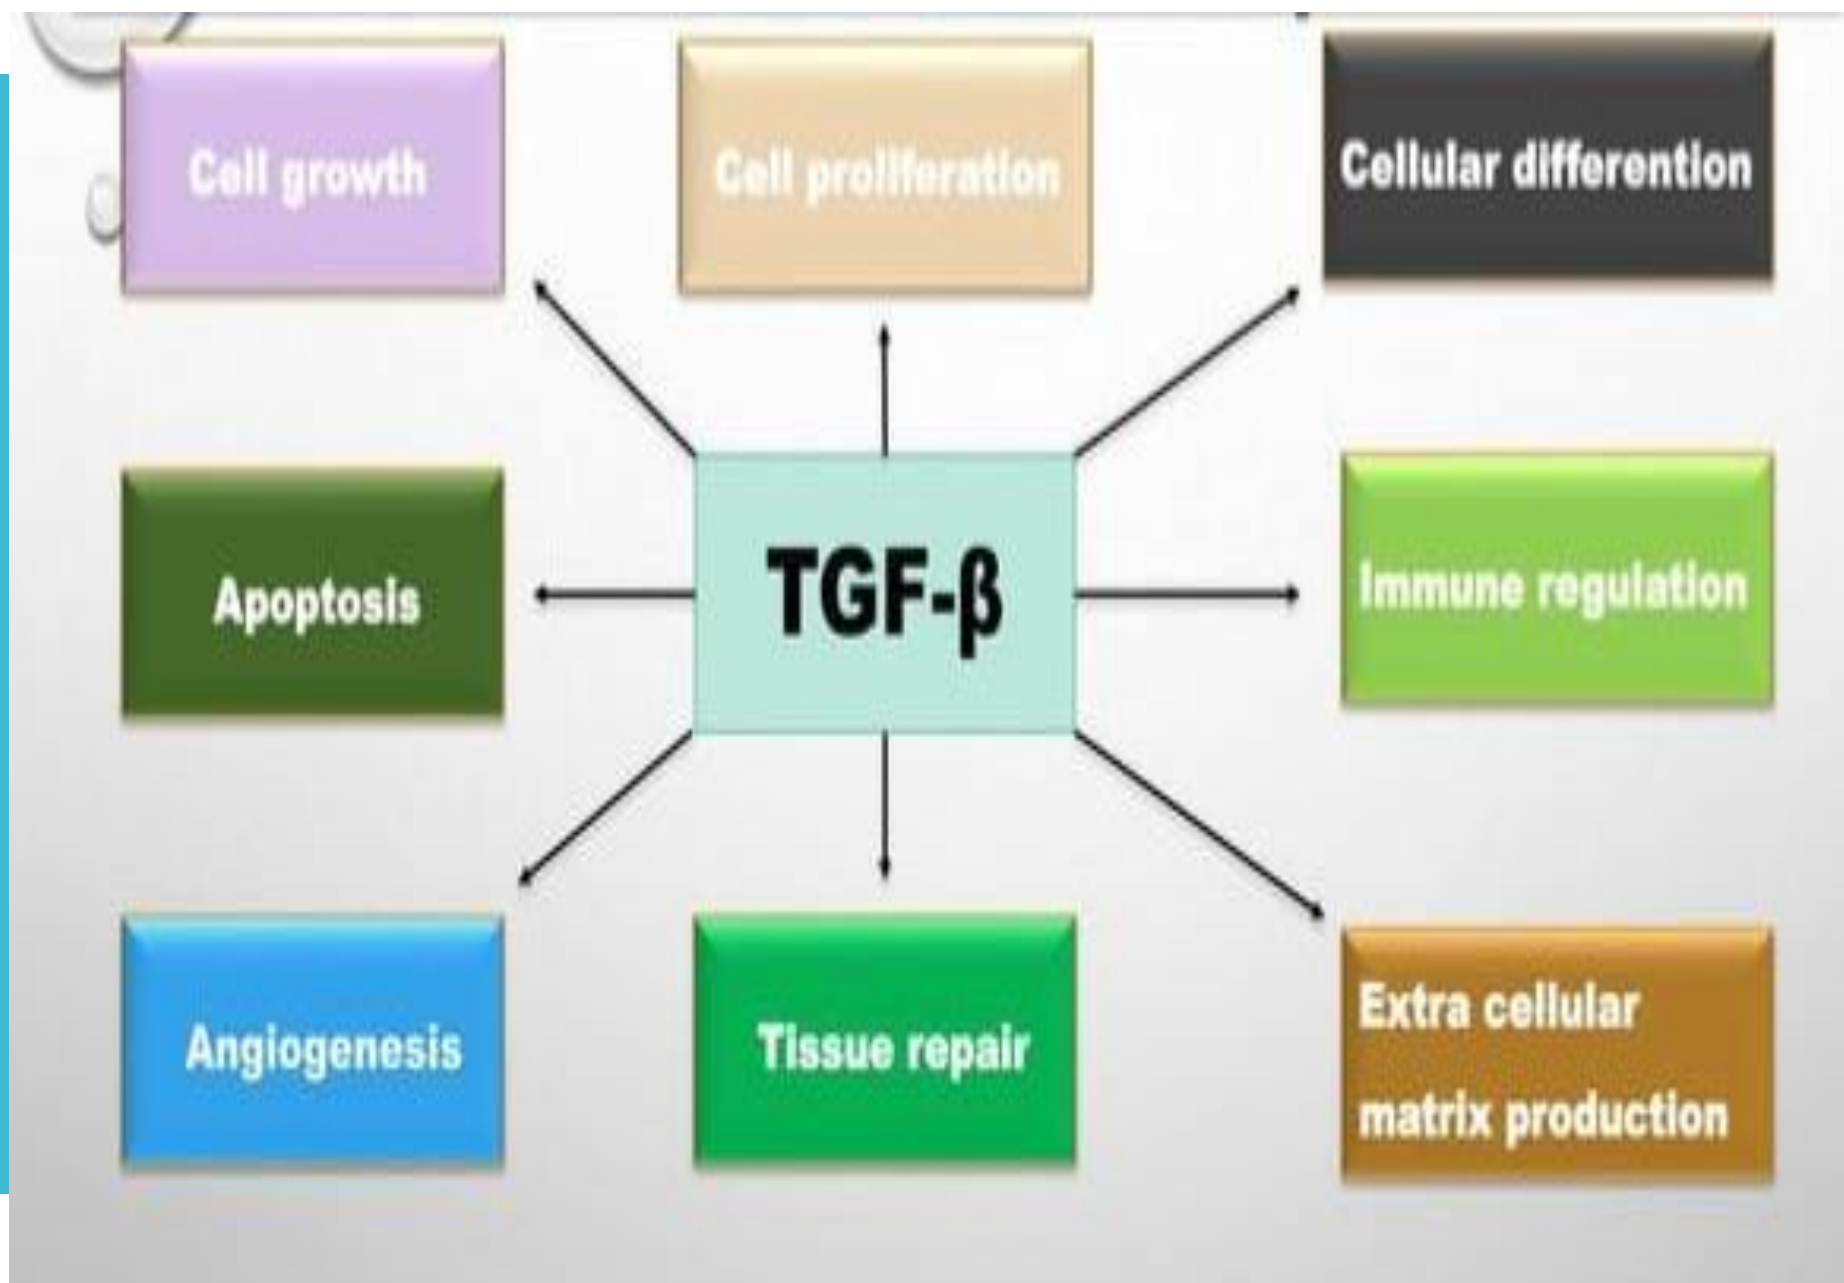 Cell growth
Cell proliferation
Cellular differention
Apoptosis
TGF-β
Immune regulation
Angiogenesis
Tissue repair
Extra cellular
matrix production